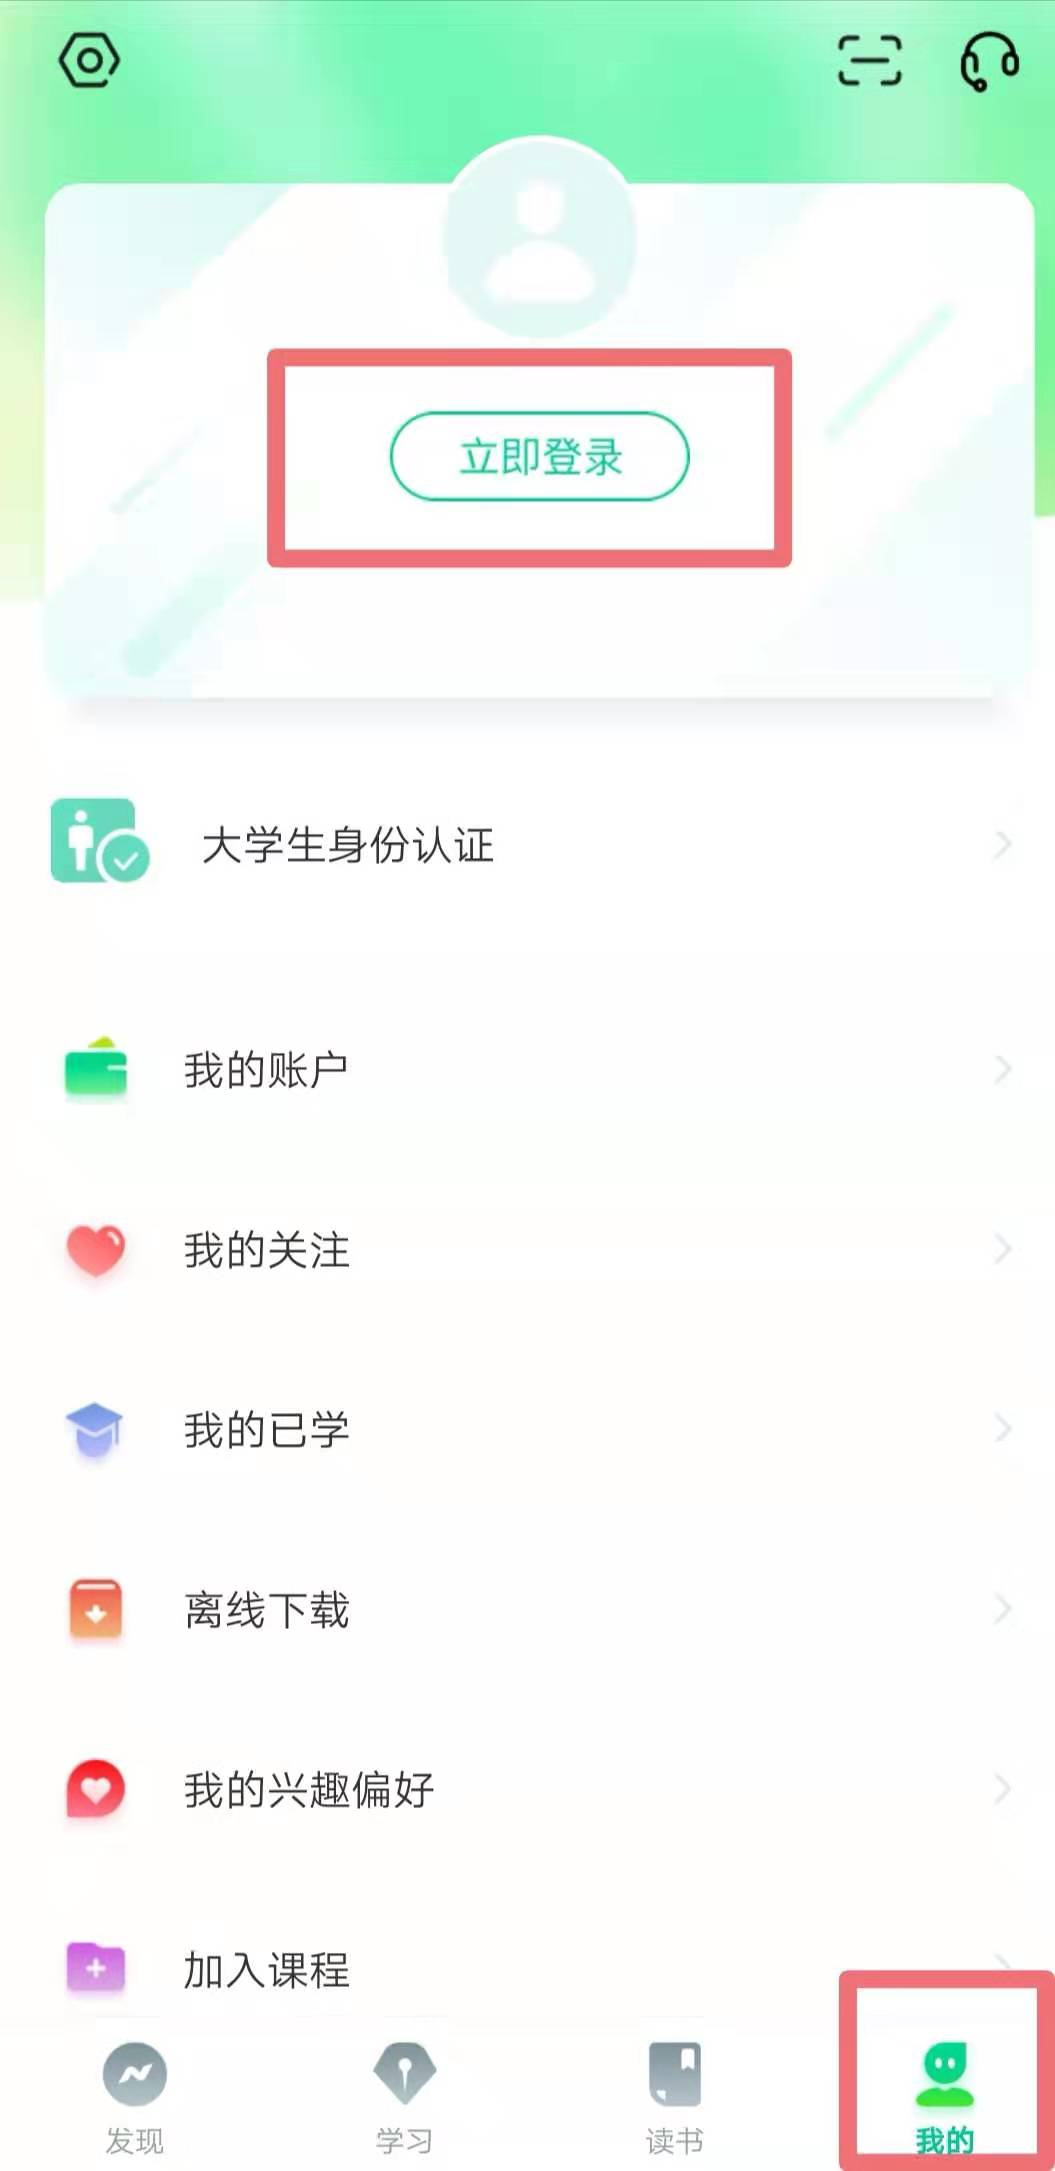 立即登录
大学生身份认证
我的账户
我的关注
我的已学
离线下载
我的兴趣偏好
加入课程
发现
学习
读书
我的